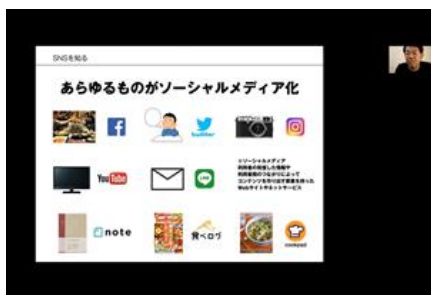 SNSを知る
あらゆるものがソーシャルメディア化
twitter
YouTube
LINE
※ソーシャルメディア
利用者の発信した情報や
利用者間のつながりによって
コンテンツを作り出す要素を持った
Webサイトやネットサービス
note
食べログ
cookpad